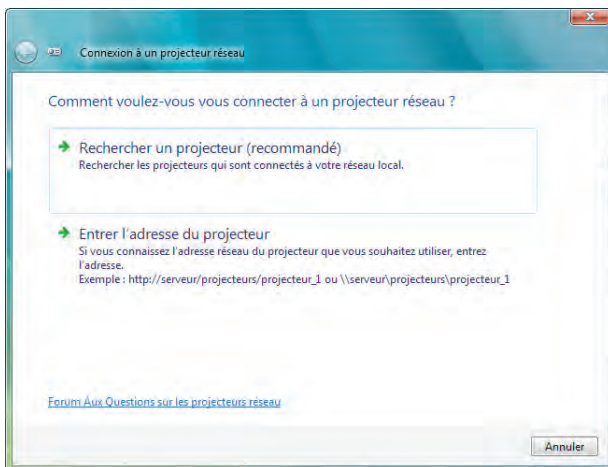 Connexion à un projecteur réseau
Comment voulez-vous vous connecter à un projecteur réseau ?
Rechercher un projecteur (recommandé)
Rechercher les projecteurs qui sont connectés à votre réseau local.
Entrer l'adresse du projecteur
Si vous connaissez l'adresse réseau du projecteur que vous souhaitez utiliser, entrez
l'adresse.
Exemple : http://serveur/projecteurs/projecteur_1 ou \\serveur\projecteurs\projecteur_1
Forum Aux Questions sur les projecteurs réseau
Annuler